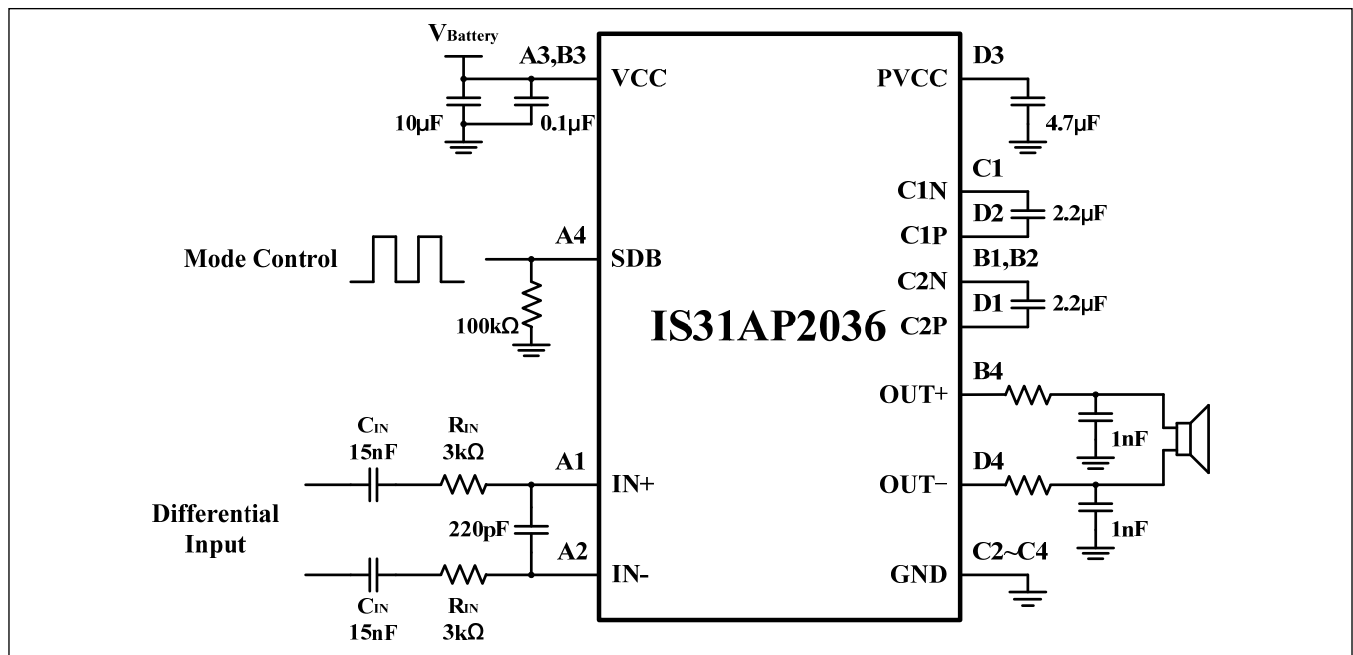 VBattery
A3,B3
VCC
10µF
0.1µF
Mode Control
A4
SDB
100kΩ
CIN
15nF
RIN
3kΩ
A1
IN+
Differential
Input
220pF
A2
IN-
CIN
15nF
RIN
3kΩ
IS31AP2036
D3
PVCC
4.7µF
C1
C1N
D2
2.2µF
C1P
B1,B2
C2N
D1
2.2µF
C2P
B4
OUT+
1nF
D4
OUT−
1nF
C2~C4
GND